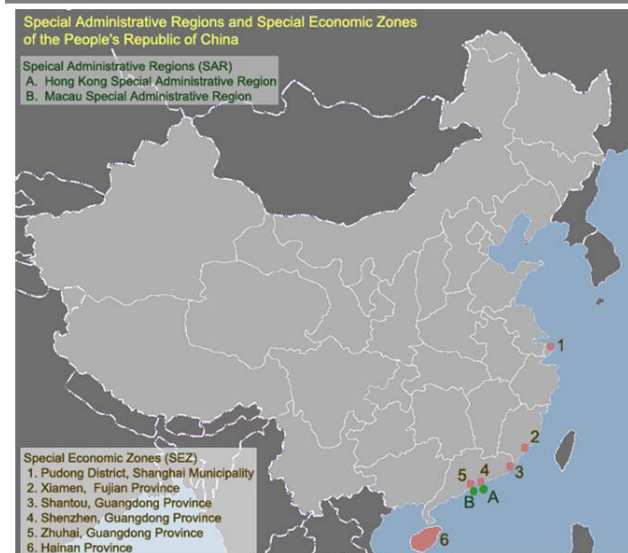 Special Administrative Regions and Special Economic Zones
of the People's Republic of China
Speical Administrative Regions (SAR)
A. Hong Kong Special Administrative Region
B. Macau Special Administrative Region
1
2
3
4
5
A
B
6
Special Economic Zones (SEZ)
1. Pudong District, Shanghai Municipality
2. Xiamen, Fujian Province
3. Shantou, Guangdong Province
4. Shenzhen, Guangdong Province
5. Zhuhai, Guangdong Province
6. Hainan Province